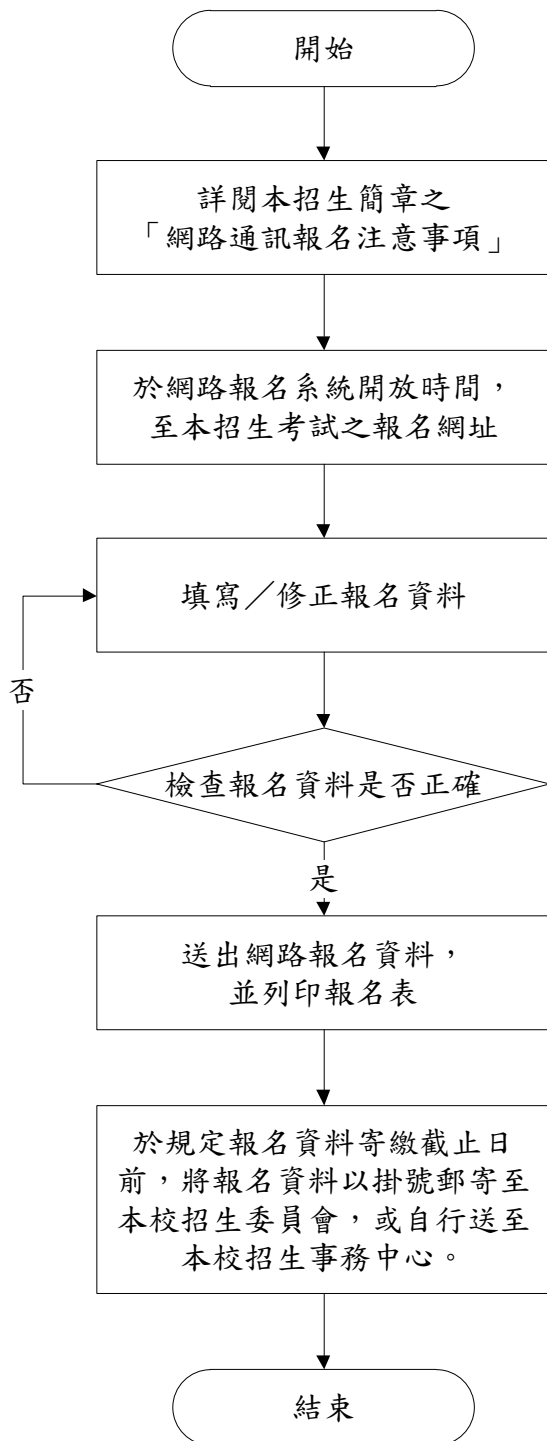 開始
詳閱本招生簡章之
「網路通訊報名注意事項」
於網路報名系統開放時間，
至本招生考試之報名網址
填寫／修正報名資料
否
檢查報名資料是否正確
是
送出網路報名資料，
並列印報名表
於規定報名資料寄繳截止日
前，將報名資料以掛號郵寄至
本校招生委員會，或自行送至
本校招生事務中心。
結束